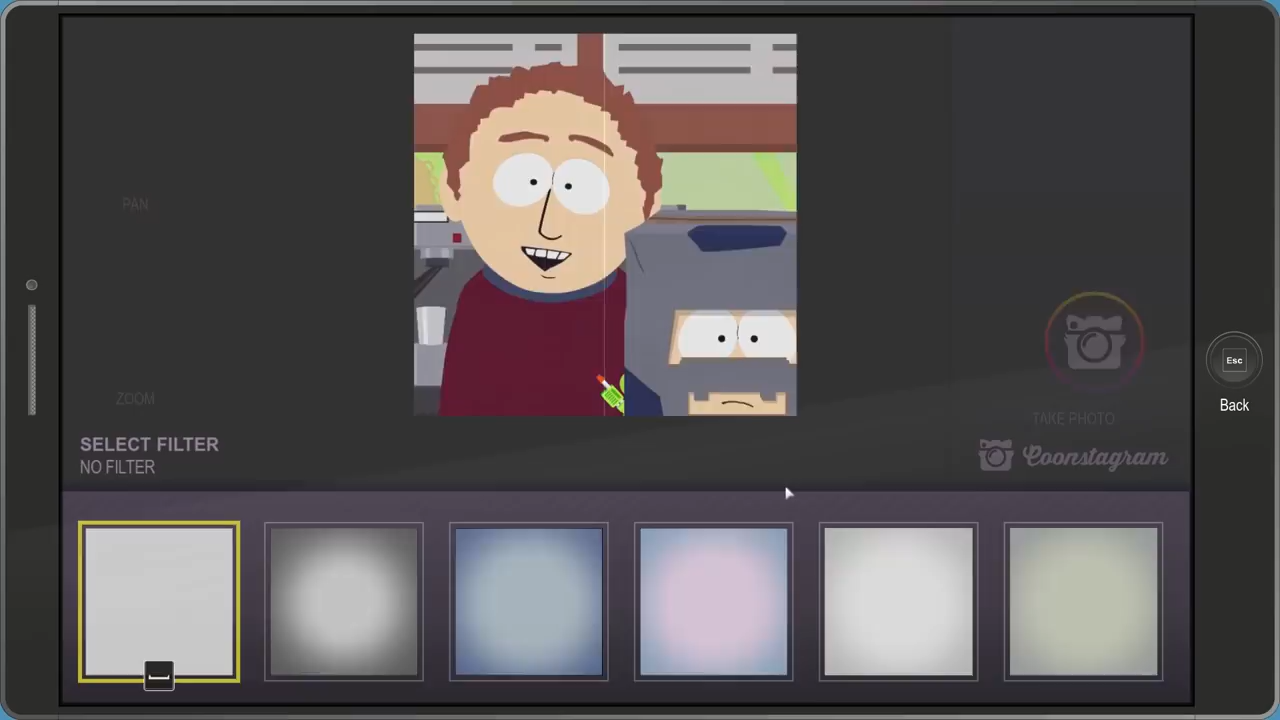 PAN
ZOOM
TAKE PHOTO
SELECT FILTER
NO FILTER
Coonstagram
Esc
Back